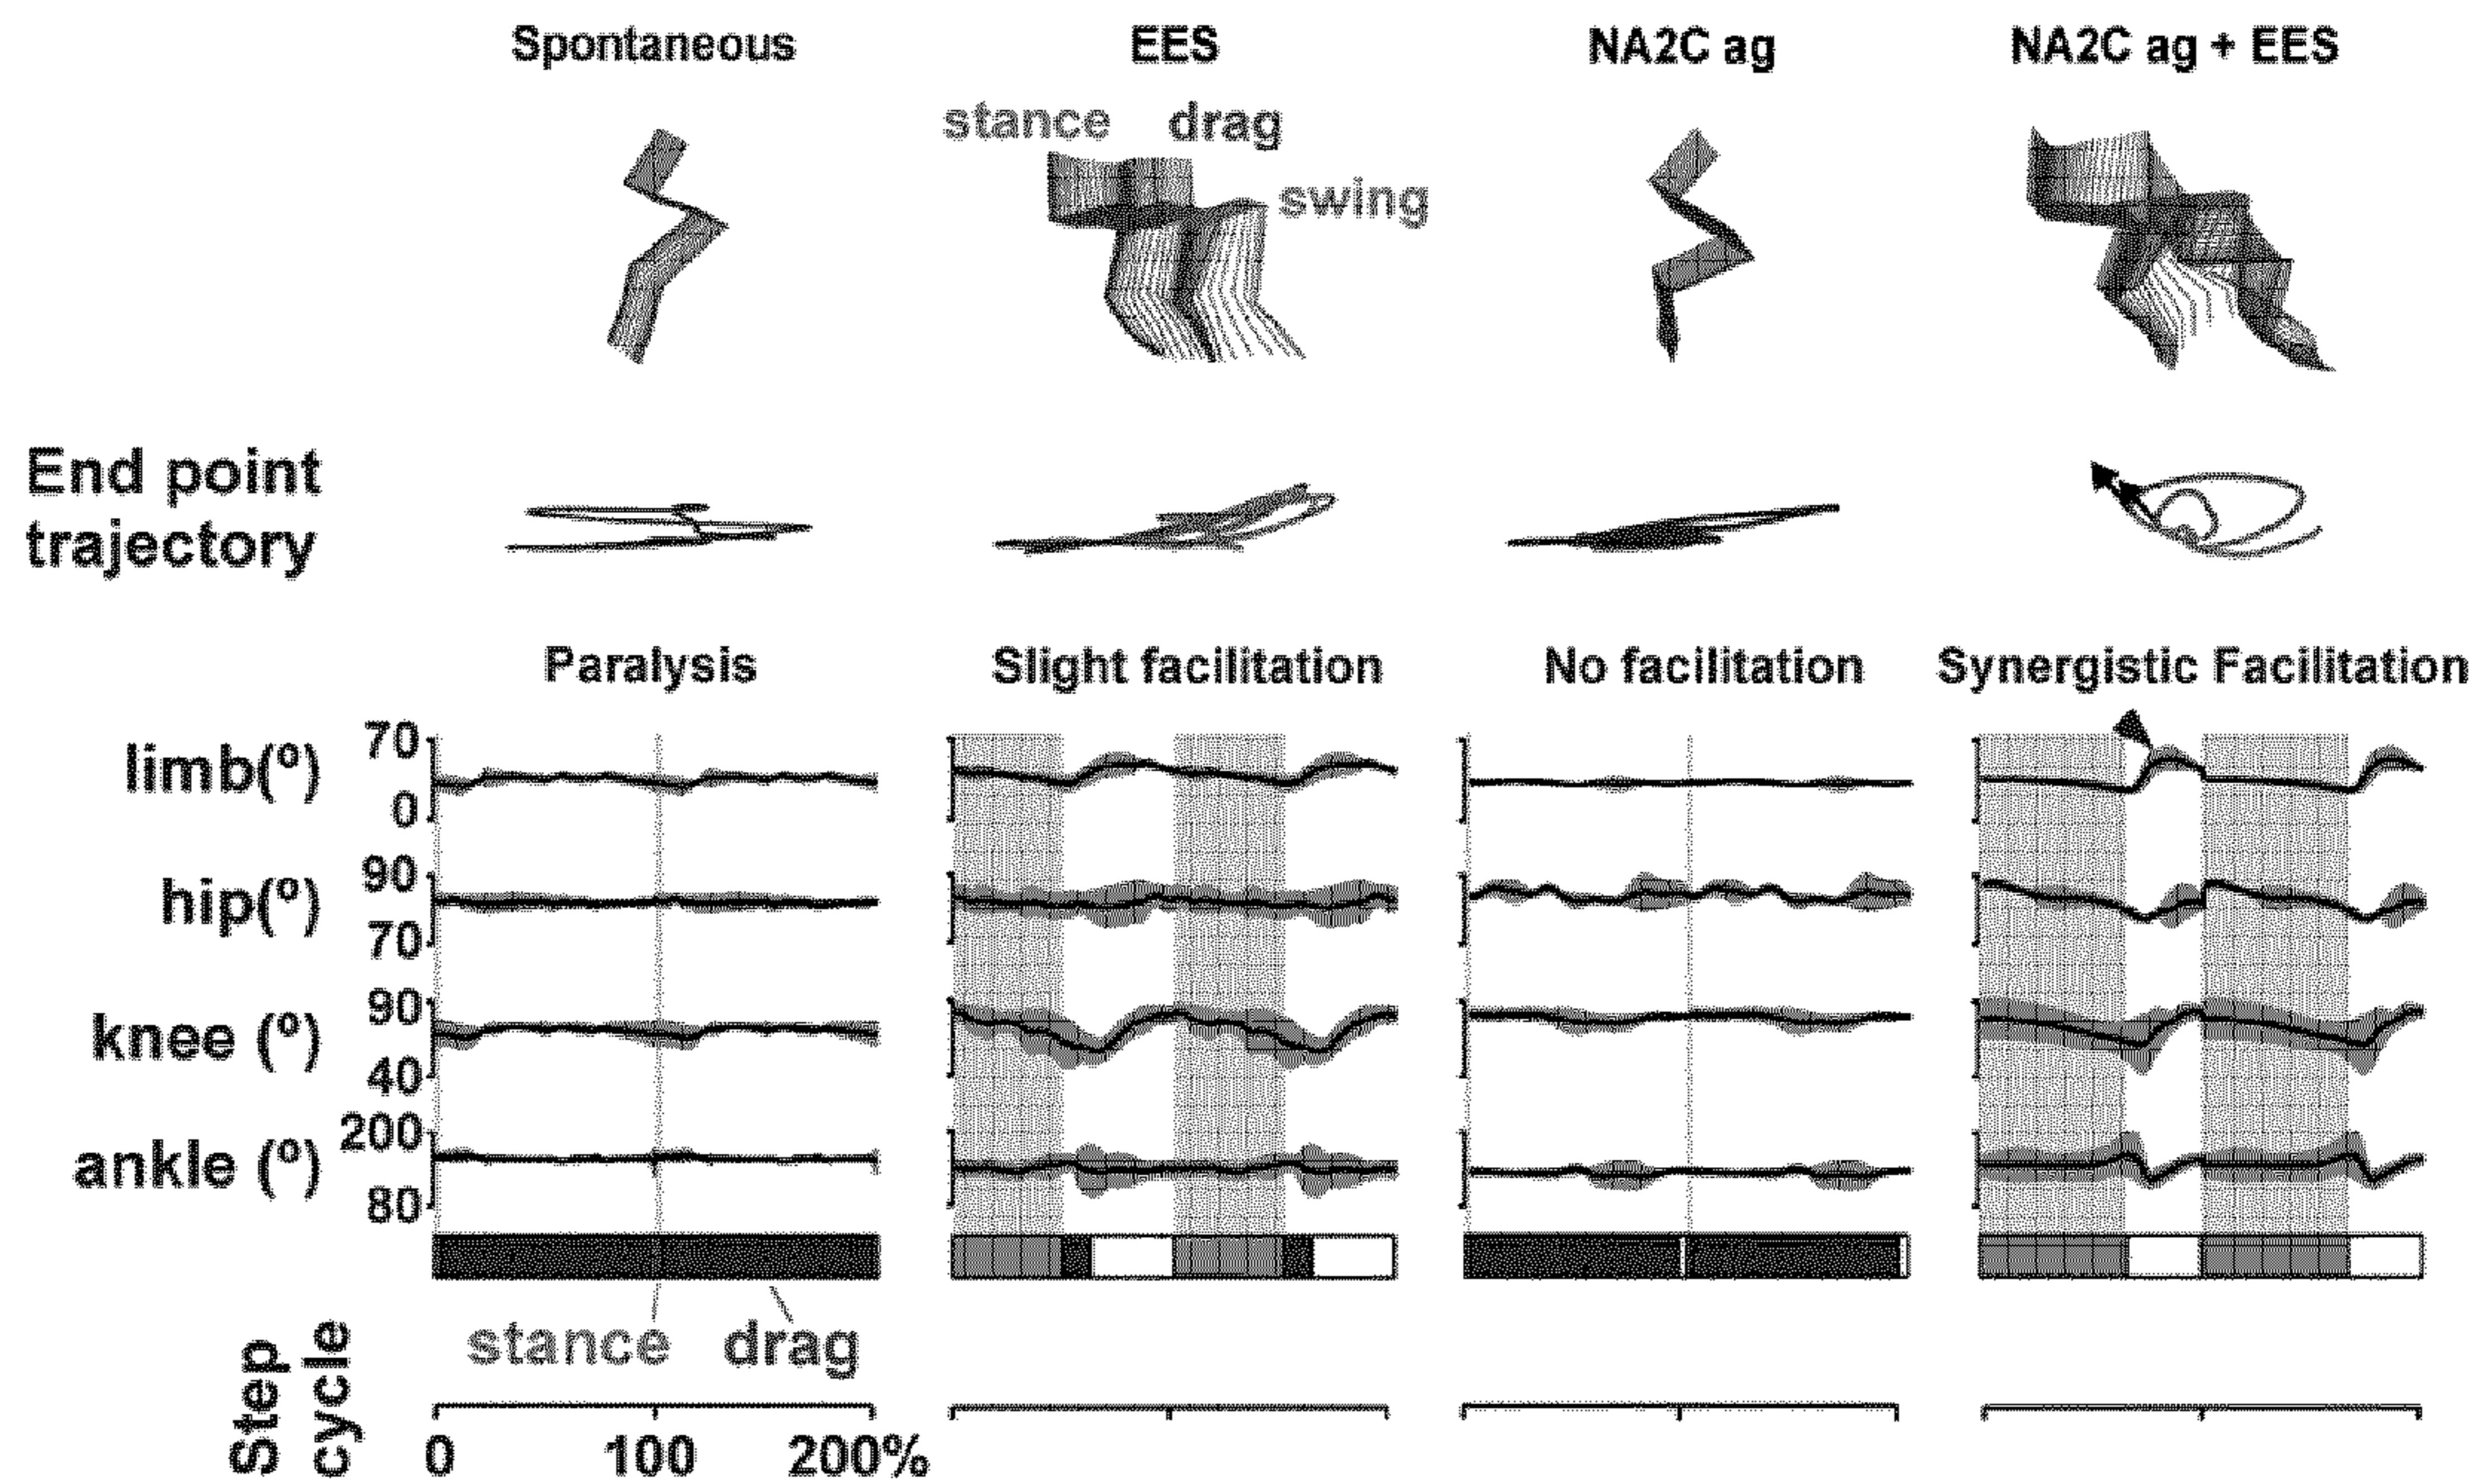 Spontaneous EES NA2C ag NA2C ag + EES
stance drag
swing
End point
trajectory
Paralysis Slight facilitation No facilitation Synergistic Facilitation
limb(º) 70
0
hip(º) 90
70
knee (º) 90
40
ankle (º) 200
80
stance drag
Step
cycle
0 100 200%